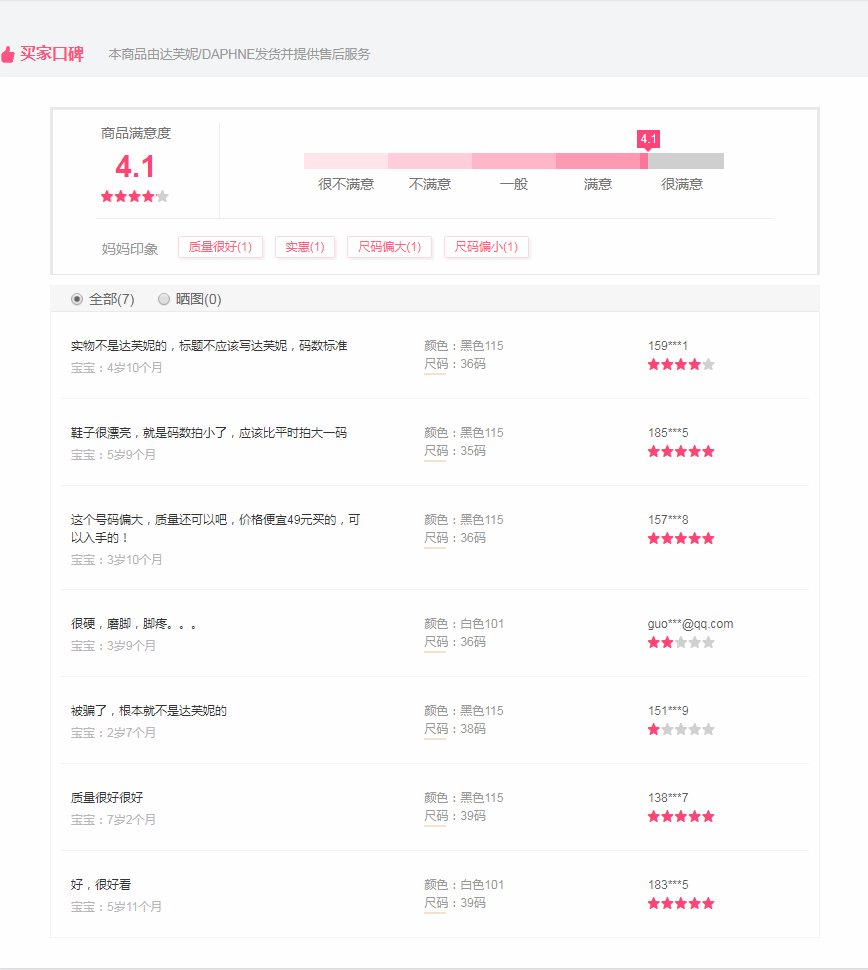 买家口碑 本商品由达芙妮/DAPHNE发货并提供售后服务
商品满意度
4.1
4.1
很不满意 不满意 一般 满意 很满意
妈妈印象 质量很好(1) 实惠(1) 尺码偏大(1) 尺码偏小(1)
全部(7) 晒图(0)
实物不是达芙妮的，标题不应该写达芙妮，码数标准 颜色：黑色115 159***1
宝宝：4岁10个月 尺码：36码
鞋子很漂亮，就是码数拍小了，应该比平时拍大一码 颜色：黑色115 185***5
宝宝：5岁9个月 尺码：35码
这个号码偏大，质量还可以吧，价格便宜49元买的，可 颜色：黑色115 157***8
以入手的！ 尺码：36码
宝宝：3岁10个月
很硬，磨脚，脚疼。。。 颜色：白色101 guo***@qq.com
宝宝：3岁9个月 尺码：36码
被骗了，根本就不是达芙妮的 颜色：黑色115 151***9
宝宝：2岁7个月 尺码：38码
质量很好很好 颜色：黑色115 138***7
宝宝：7岁2个月 尺码：39码
好，很好看 颜色：白色101 183***5
宝宝：5岁11个月 尺码：39码